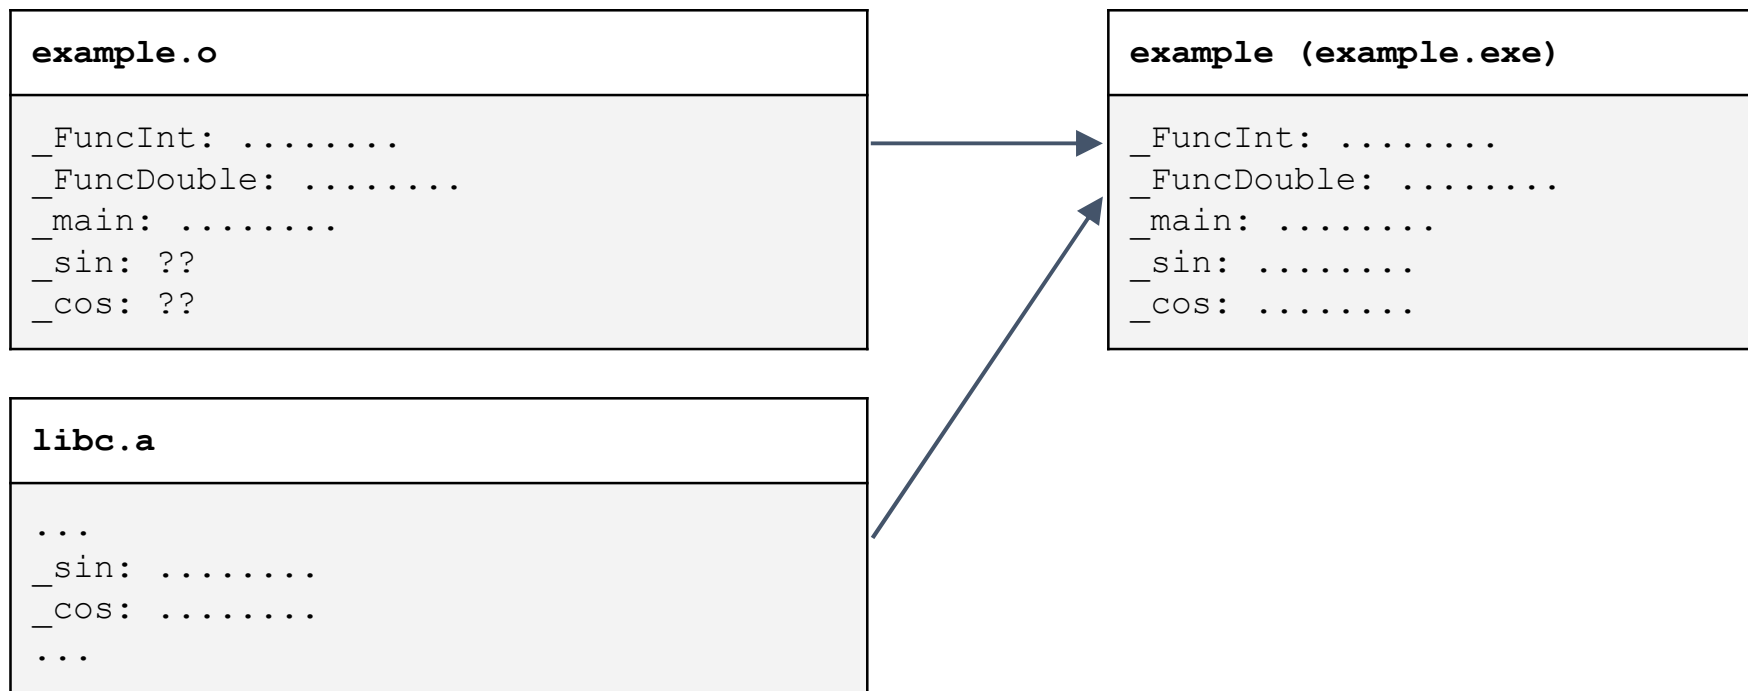 example.o
_FuncInt: ........
_FuncDouble: ........
_main: ........
_sin: ??
_cos: ??
libc.a
...
_sin: ........
_cos: ........
...
example (example.exe)
_FuncInt: ........
_FuncDouble: ........
_main: ........
_sin: ........
_cos: ........